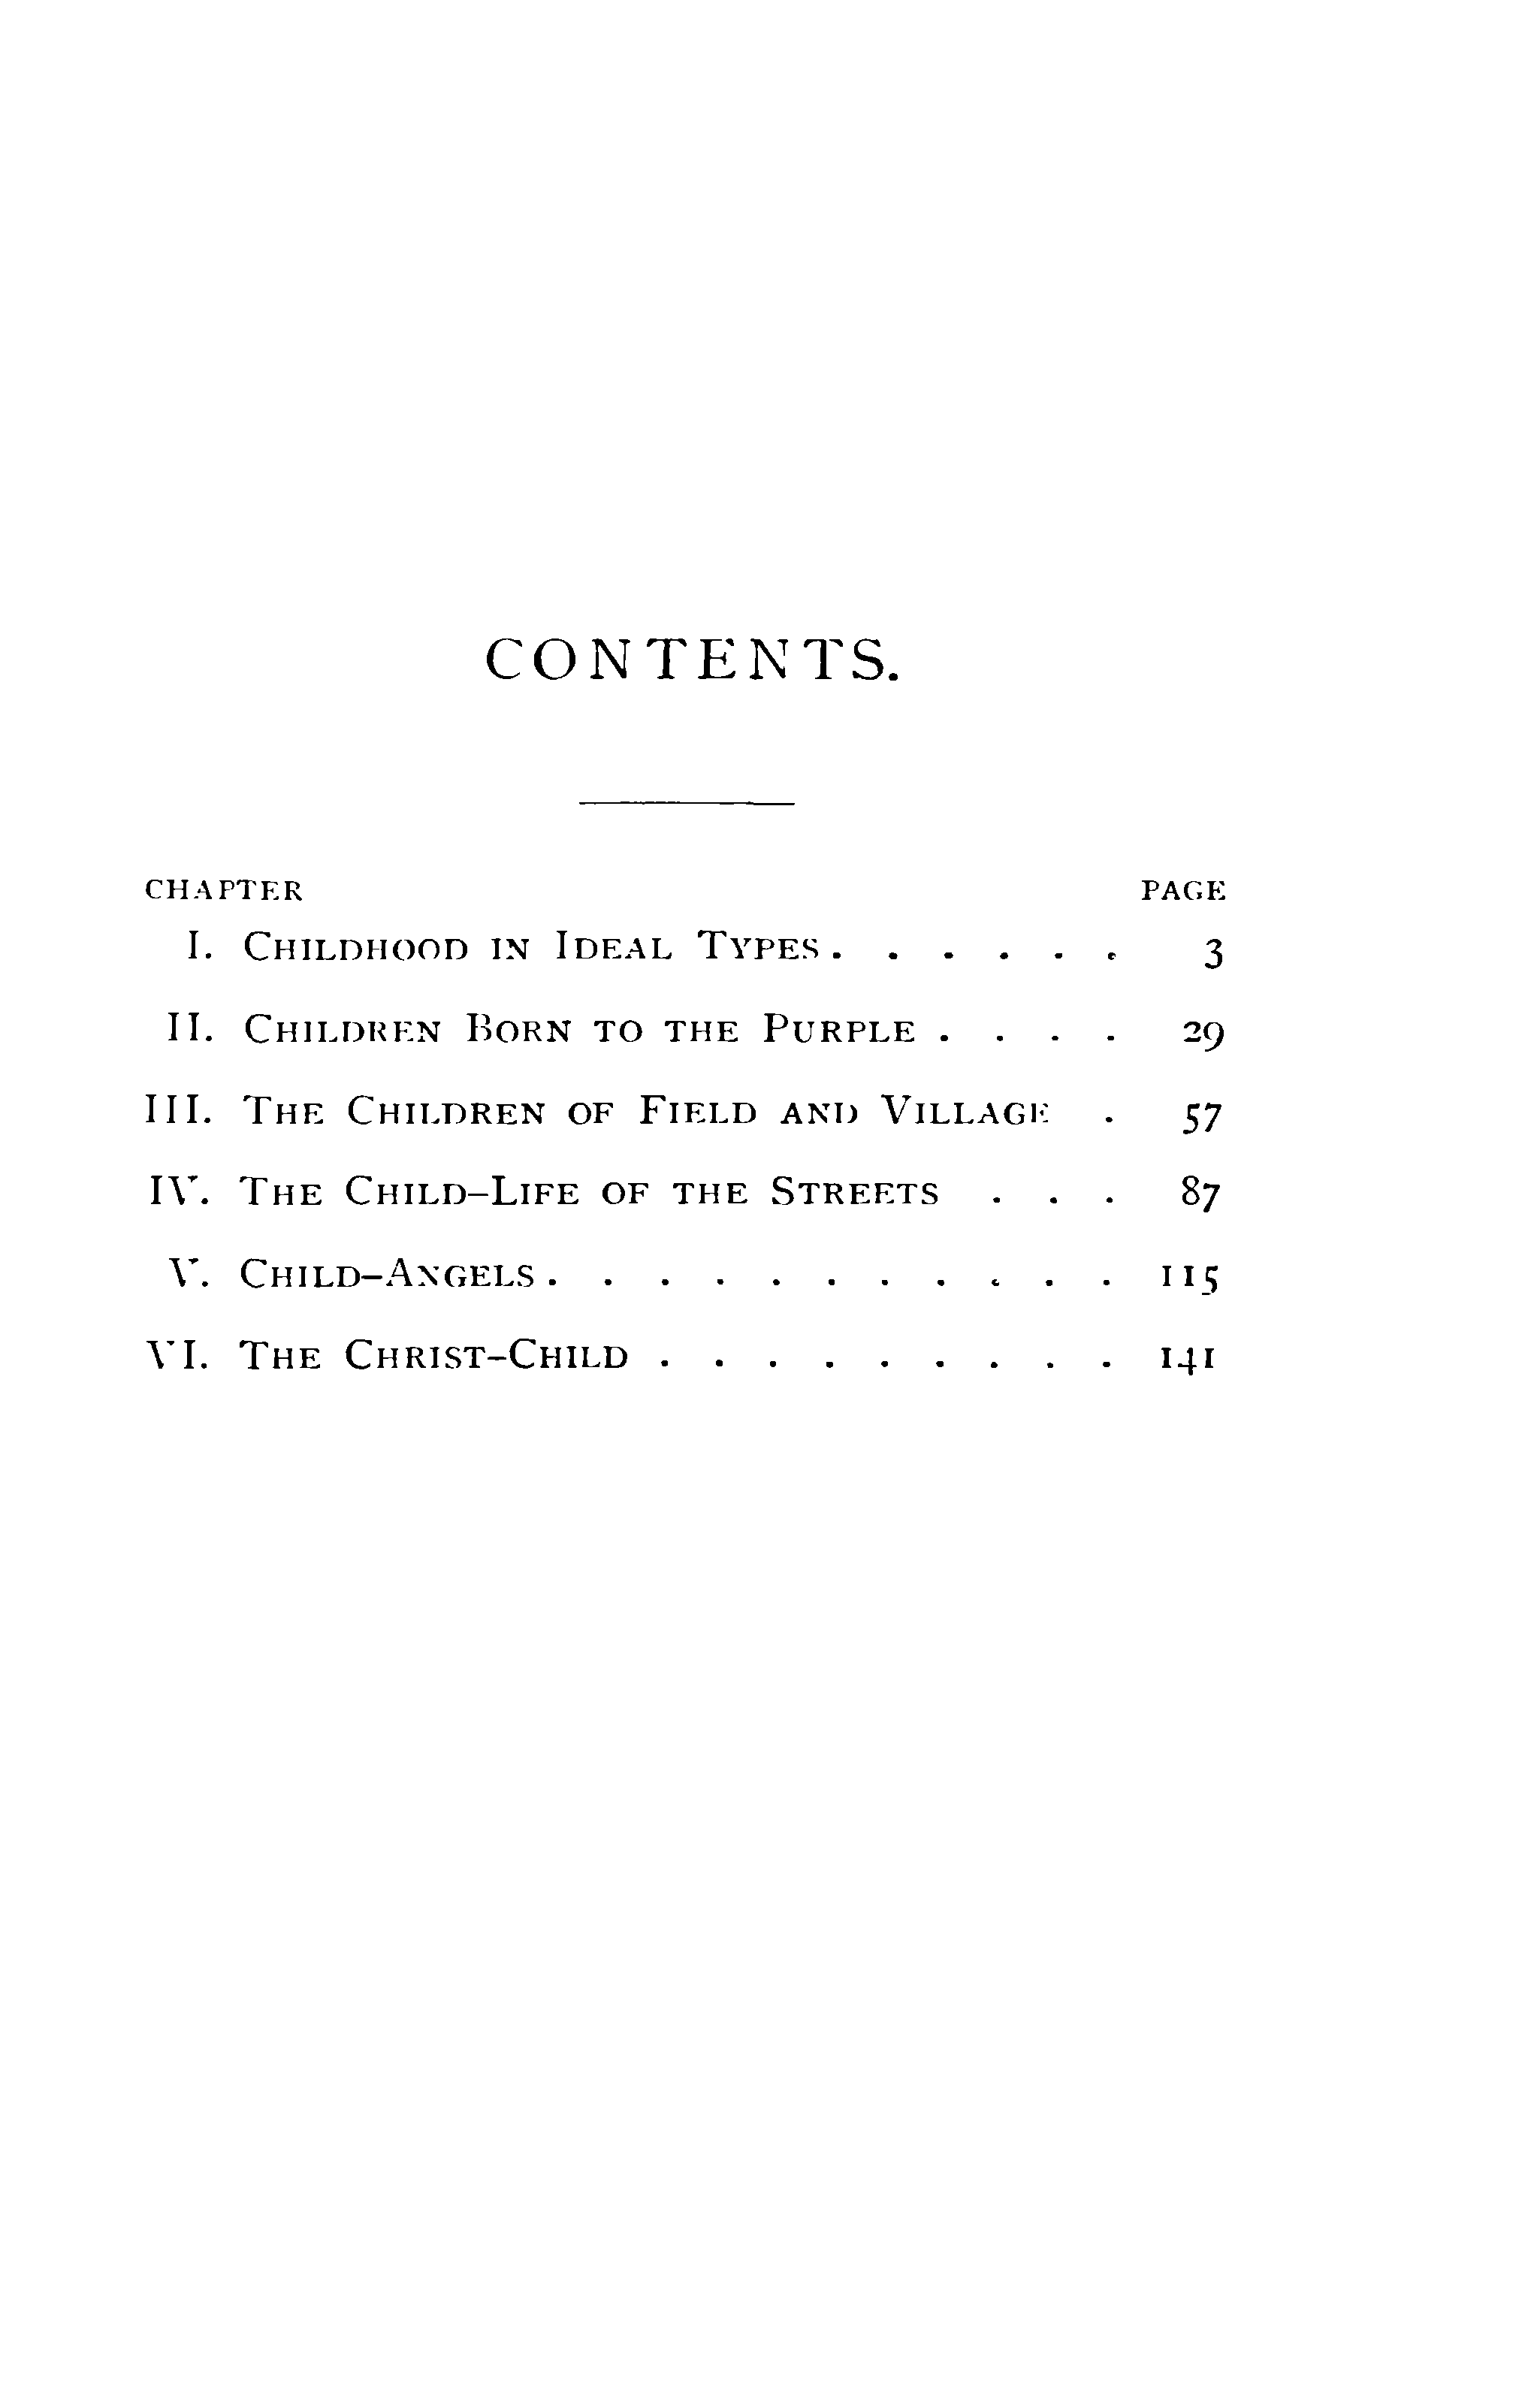 CONTENTS.
CHAPTER PAGE
I. CHILDHOOD IN IDEAL TYPES . . . . . . 3
II. CHILDREN BORN TO THE PURPLE . . . . 29
III. THE CHILDREN OF FIELD AND VILLAGE . 57
IV. THE CHILD-LIFE OF THE STREETS . . . 87
V. CHILD-ANGELS . . . . . . . . . . . 115
VI. THE CHRIST-CHILD . . . . . . . . . 141